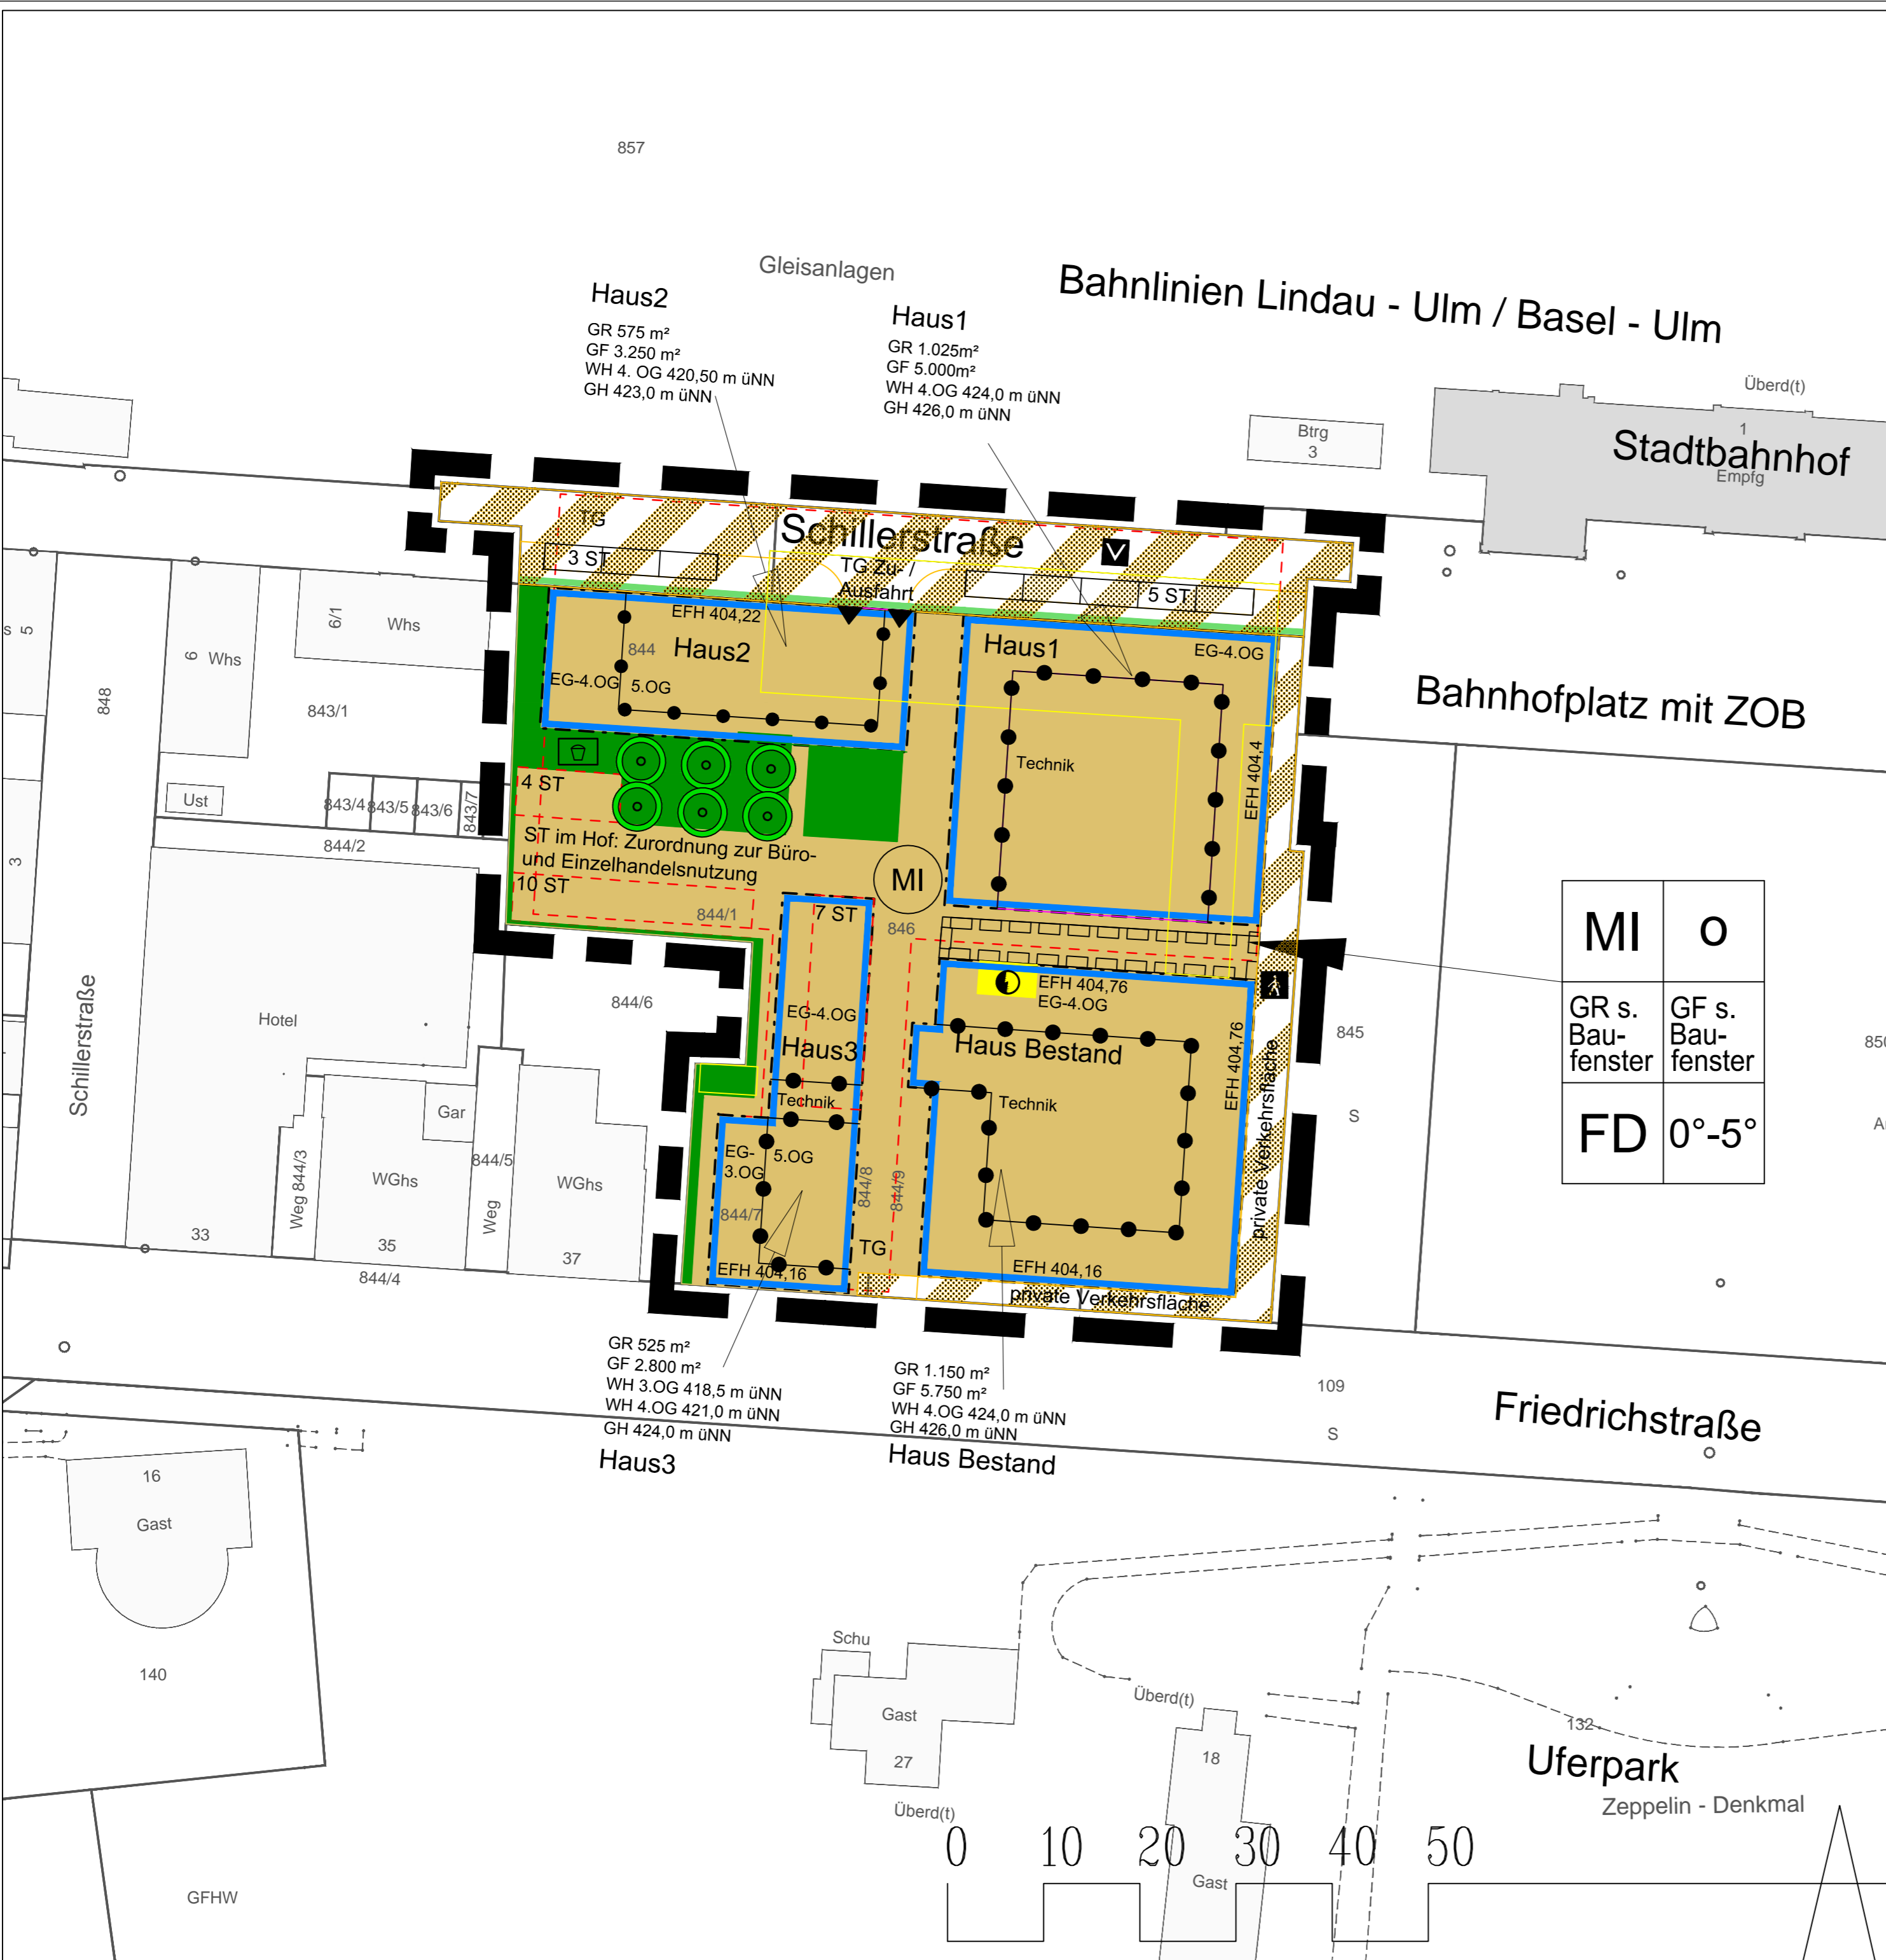 857
Gleisanlagen
Bahnlinien Lindau - Ulm / Basel - Ulm
Haus2
GR 575 m²
GF 3.250 m²
WH 4. OG 420,50 m üNN
GH 423,0 m üNN
Haus1
GR 1.025m²
GF 5.000m²
WH 4.OG 424,0 m üNN
GH 426,0 m üNN
Überd(t)
Btrg
3
1
Stadtbahnhof
Empfg
TG
Schillerstraße
3 ST
TG Zu- /
Ausfahrt
5 ST
EFH 404,22
844
Haus2
EG-4.OG
5.OG
Haus1
EG-4.OG
Technik
EFH 404,4
Bahnhofplatz mit ZOB
s 5
848
6 Whs
6/1
Whs
843/1
Ust
843/4
843/5
843/6
843/7
844/2
3
4 ST
ST im Hof: Zurordnung zur Büro-
und Einzelhandelsnutzung
10 ST
844/1
MI
7 ST
846
MI
o
GR s.
Bau-
fenster
GF s.
Bau-
fenster
FD
0°-5°
EFH 404,76
EG-4.OG
Haus Bestand
EFH 404,76
Technik
private Verkehrsfläche
845
S
850
EG-4.OG
Haus3
Technik
EG-
3.OG
5.OG
844/7
844/8
844/9
TG
EFH 404,16
EFH 404,16
private Verkehrsfläche
Schillerstraße
Hotel
844/6
Gar
Weg 844/3
WGhs
844/5
Weg
WGhs
33
35
37
844/4
GR 525 m²
GF 2.800 m²
WH 3.OG 418,5 m üNN
WH 4.OG 421,0 m üNN
GH 424,0 m üNN
Haus3
GR 1.150 m²
GF 5.750 m²
WH 4.OG 424,0 m üNN
GH 426,0 m üNN
Haus Bestand
109
S
Friedrichstraße
16
Gast
140
GFHW
Schu
Gast
27
Überd(t)
Überd(t)
18
Gast
132
Uferpark
Zeppelin - Denkmal
0 10 20 30 40 50